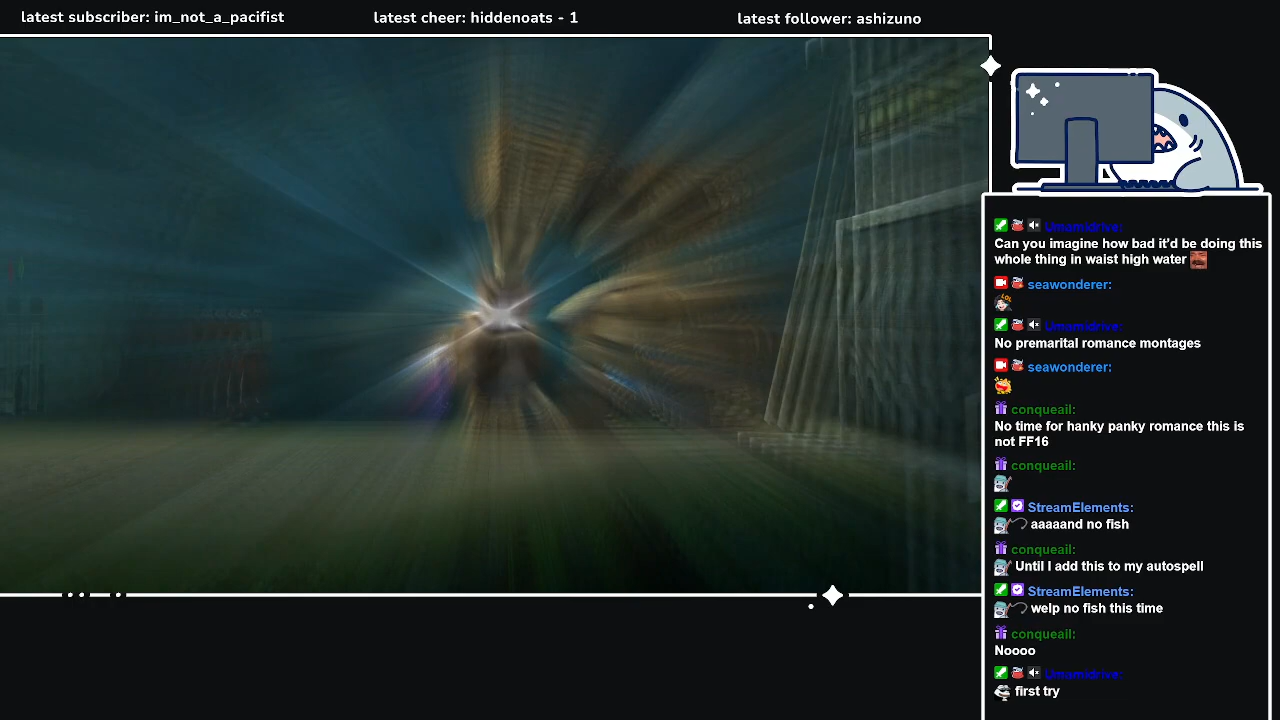 latest subscriber: im_not_a_pacifist
latest cheer: hiddenoats - 1
latest follower: ashizuno
Umamidrive:
Can you imagine how bad it'd be doing this
whole thing in waist high water
seawonderer:
LOL
Umamidrive:
No premarital romance montages
seawonderer:
conqueail:
No time for hanky panky romance this is
not FF16
conqueail:
StreamElements:
aaaaand no fish
conqueail:
Until I add this to my autospell
StreamElements:
welp no fish this time
conqueail:
Noooo
Umamidrive:
first try